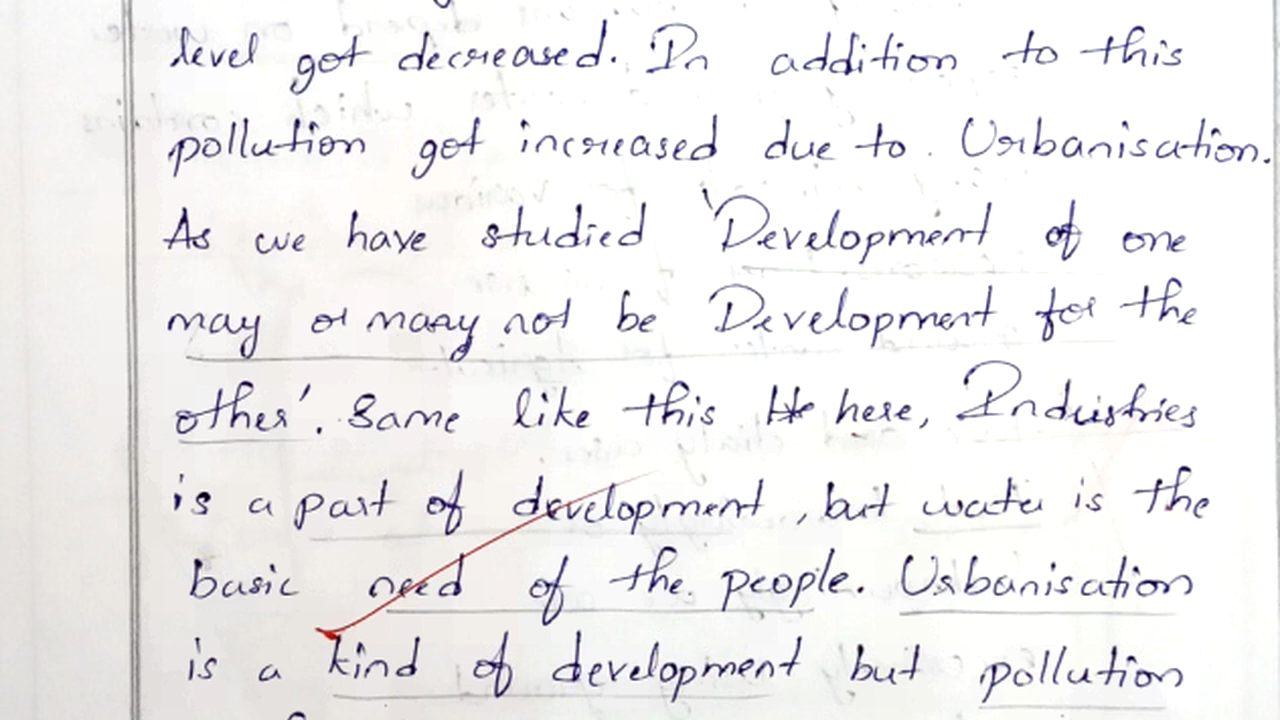 level got decreased. In addition to this
pollution got increased due to. Urbanisation.
As we have studied 'Development of one
may or many not be Development for the
other'. Same like this He here, Industries
is a part of development, but water is the
basic need of the people. Urbanisation
is a kind of development but pollution